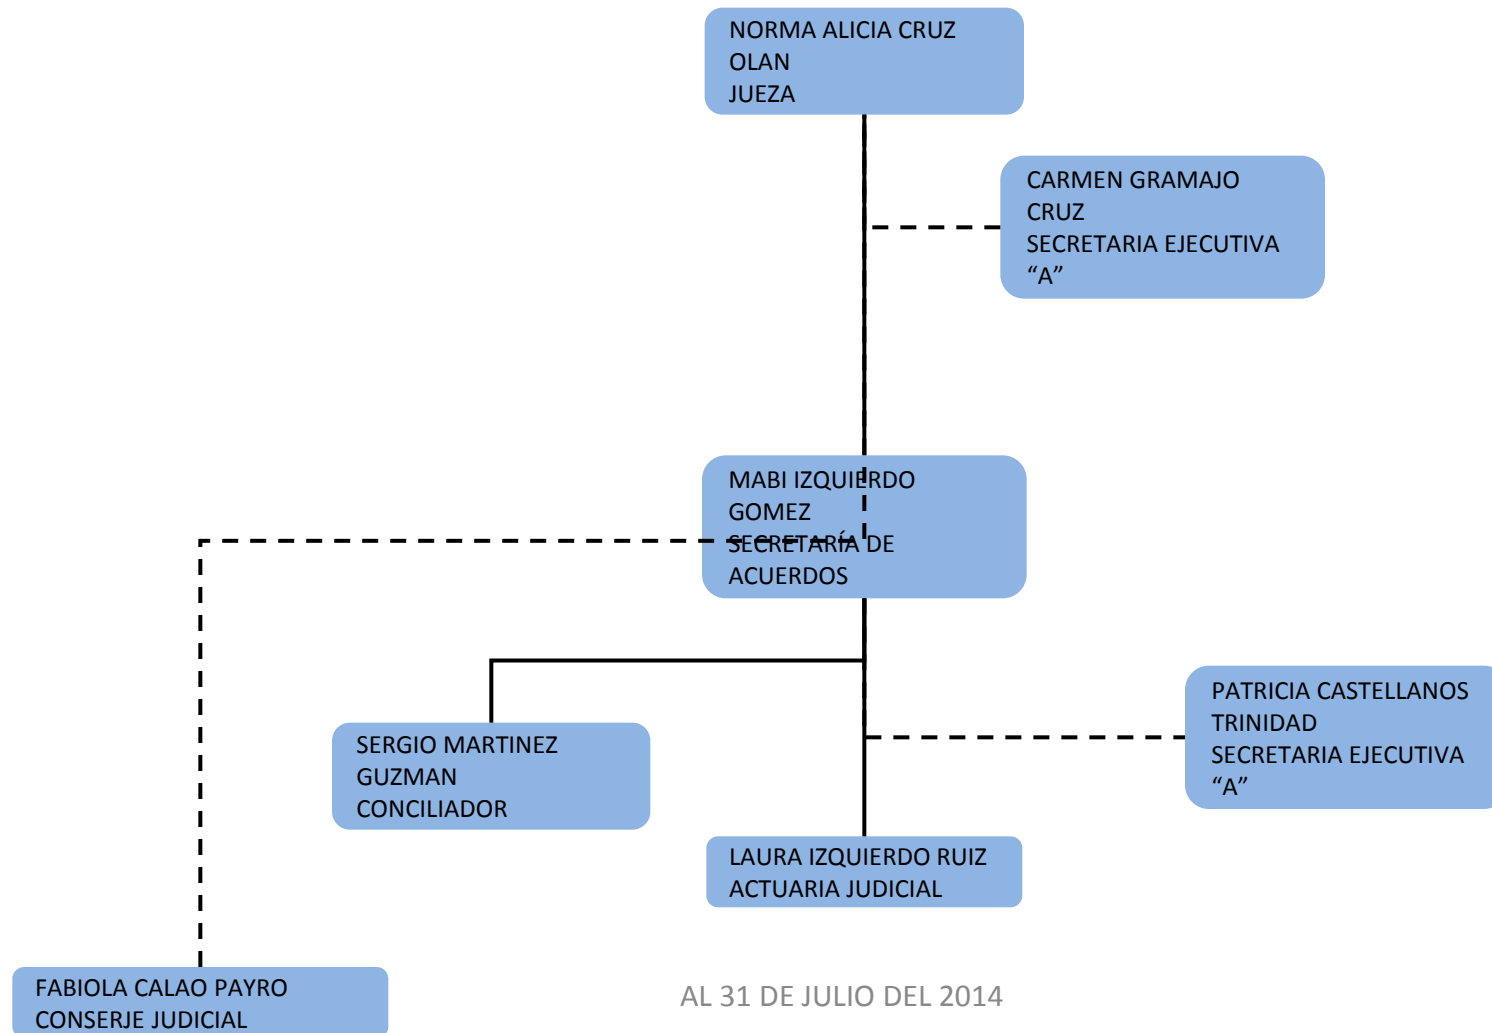 NORMA ALICIA CRUZ
OLAN
JUEZA
CARMEN GRAMAJO
CRUZ
SECRETARIA EJECUTIVA
“A”
MABI IZQUIERDO
GOMEZ
SECRETARÍA DE
ACUERDOS
PATRICIA CASTELLANOS
TRINIDAD
SECRETARIA EJECUTIVA
“A”
SERGIO MARTINEZ
GUZMAN
CONCILIADOR
LAURA IZQUIERDO RUIZ
ACTUARIA JUDICIAL
FABIOLA CALAO PAYRO
CONSERJE JUDICIAL
AL 31 DE JULIO DEL 2014